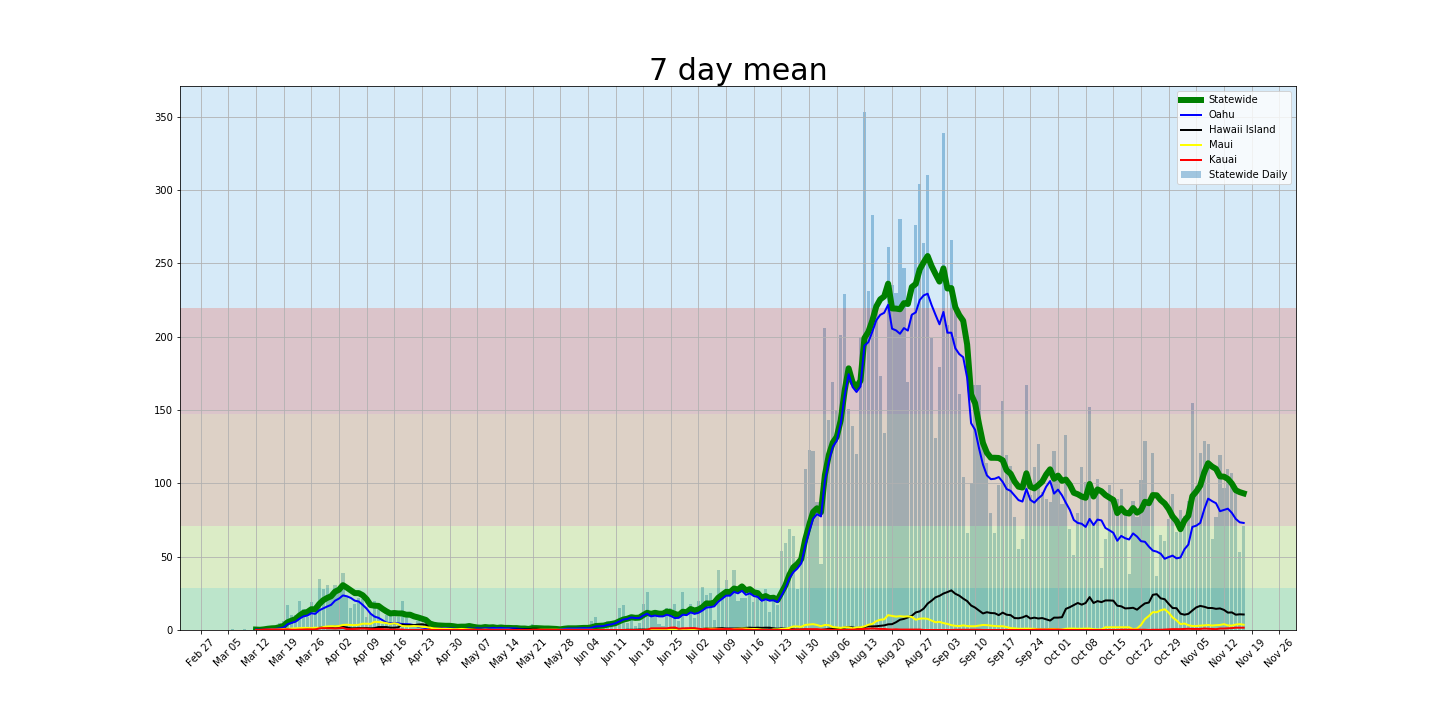 7 day mean
350
300
250
200
150
100
50
0
Statewide
Oahu
Hawaii Island
Maui
Kauai
Statewide Daily
Feb 27
Mar 05
Mar 12
Mar 19
Mar 26
Apr 02
Apr 09
Apr 16
Apr 23
Apr 30
May 07
May 14
May 21
May 28
Jun 04
Jun 11
Jun 18
Jun 25
Jul 02
Jul 09
Jul 16
Jul 23
Jul 30
Aug 06
Aug 13
Aug 20
Aug 27
Sep 03
Sep 10
Sep 17
Sep 24
Oct 01
Oct 08
Oct 15
Oct 22
Oct 29
Nov 05
Nov 12
Nov 19
Nov 26